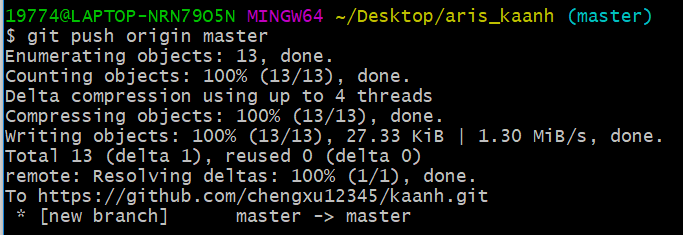 19774@LAPTOP-NRN79O5N MINGW64 ~/Desktop/aris_kaanh (master)
$ git push origin master
Enumerating objects: 13, done.
Counting objects: 100% (13/13), done.
Delta compression using up to 4 threads
Compressing objects: 100% (13/13), done.
Writing objects: 100% (13/13), 27.33 KiB | 1.30 MiB/s, done.
Total 13 (delta 1), reused 0 (delta 0)
remote: Resolving deltas: 100% (1/1), done.
To https://github.com/chengxu12345/kaanh.git
 * [new branch]      master -> master